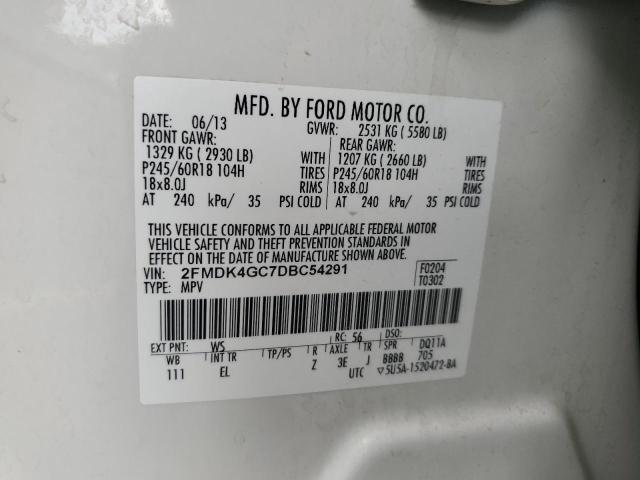 MFD. BY FORD MOTOR CO.
DATE: 06/13 GVWR: 2531 KG ( 5580 LB)
FRONT GAWR: REAR GAWR:
1329 KG ( 2930 LB) WITH 1207 KG ( 2660 LB) WITH
P245/60R18 104H TIRES P245/60R18 104H TIRES
18x8.0J RIMS 18x8.0J RIMS
AT 240 kPa/ 35 PSI COLD AT 240 kPa/ 35 PSI COLD
THIS VEHICLE CONFORMS TO ALL APPLICABLE FEDERAL MOTOR
VEHICLE SAFETY AND THEFT PREVENTION STANDARDS IN
EFFECT ON THE DATE OF MANUFACTURE SHOWN ABOVE.
VIN: 2FMDK4GC7DBC54291 F0204
TYPE: MPV T0302
EXT PNT: WS RC: 56 DSO:
WB INT TR TP/PS R AXLE TR SPR DQ11A
111 EL Z 3E J BBBB 705
UTC ▽5U5A-1520472-BA